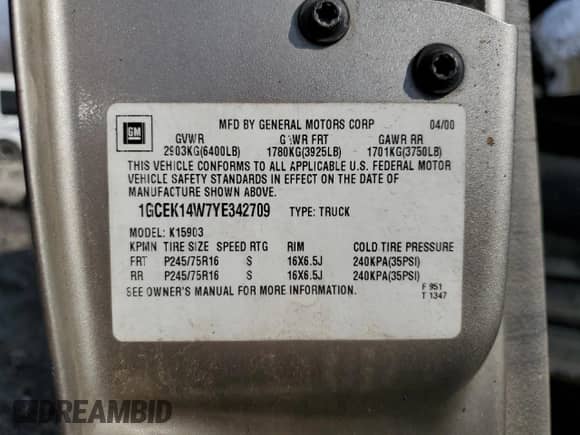 GM
MFD BY GENERAL MOTORS CORP 04/00
GVWR G WR FRT GAWR RR
2903KG(6400LB) 1780KG(3925LB) 1701KG(3750LB)
THIS VEHICLE CONFORMS TO ALL APPLICABLE U.S. FEDERAL MOTOR
VEHICLE SAFETY STANDARDS IN EFFECT ON THE DATE OF
MANUFACTURE SHOWN ABOVE.
1GCEK14W7YE342709 TYPE: TRUCK
MODEL: K15903
KPMN TIRE SIZE SPEED RTG RIM COLD TIRE PRESSURE
FRT P245/75R16 S 16X6.5J 240KPA(35PSI)
RR P245/75R16 S 16X6.5J 240KPA(35PSI)
SEE OWNER'S MANUAL FOR MORE INFORMATION.
F 951
T 1347
DREAMBID